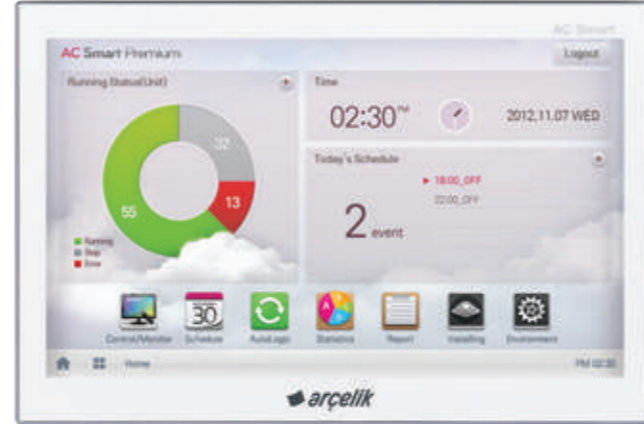 AC Smart
AC Smart Premium
Logout
Running Status(Unit)
Time
02:30 PM
2012.11.07 WED
Today's Schedule
18:00_OFF
22:00_OFF
2 event
32
13
55
Running
Stop
Error
30
A
Control/Monitor
Schedule
AutoLogic
Statistics
Report
Installing
Environment
Home
PM 02:30
arçelik